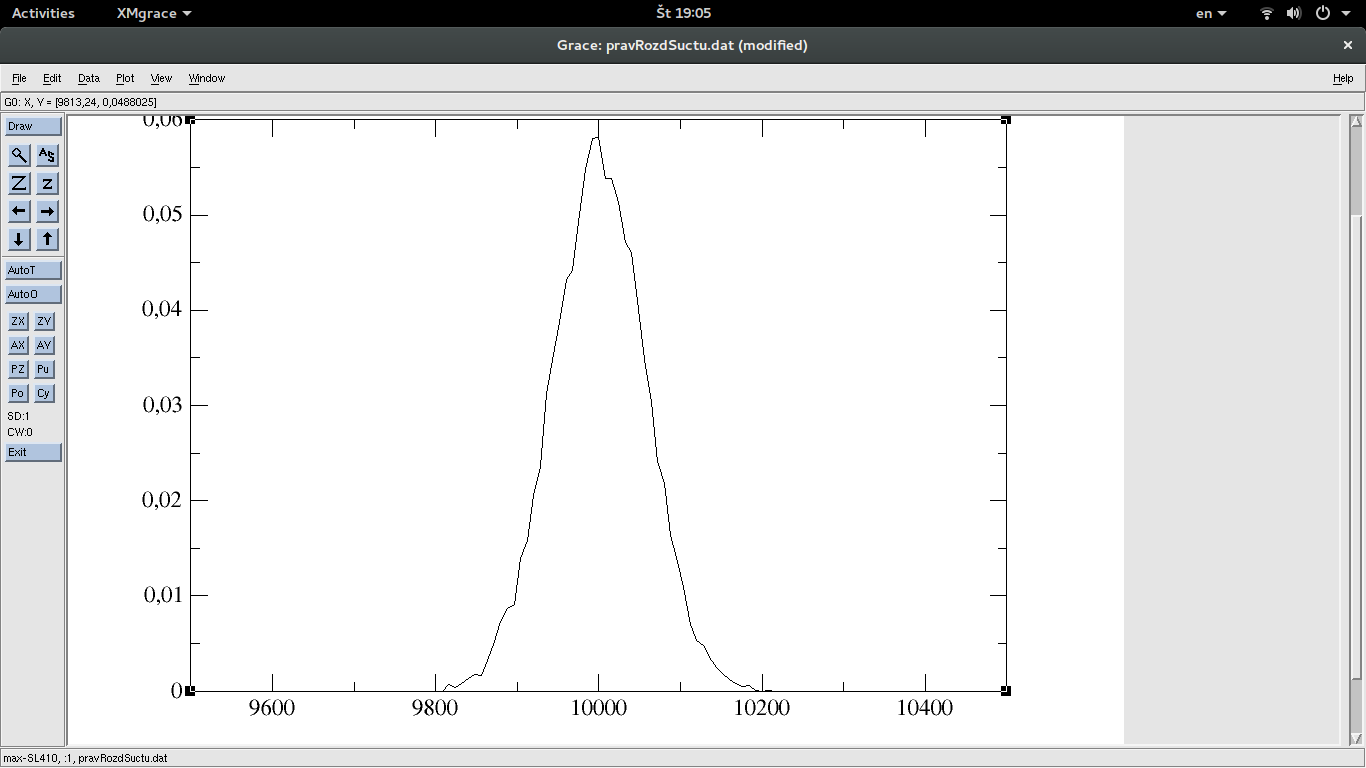 Activities XMgrace Št 19:05 en
Grace: pravRozdSuctu.dat (modified)
File Edit Data Plot View Window Help
G0: X, Y = [9813,24, 0,0488025]
Draw
AS
Z z
AutoT
AutoO
ZX ZY
AX AY
PZ Pu
Po Cy
SD:1
CW:0
Exit
0,06
0,05
0,04
0,03
0,02
0,01
0
9600 9800 10000 10200 10400
max-SL410, :1, pravRozdSuctu.dat